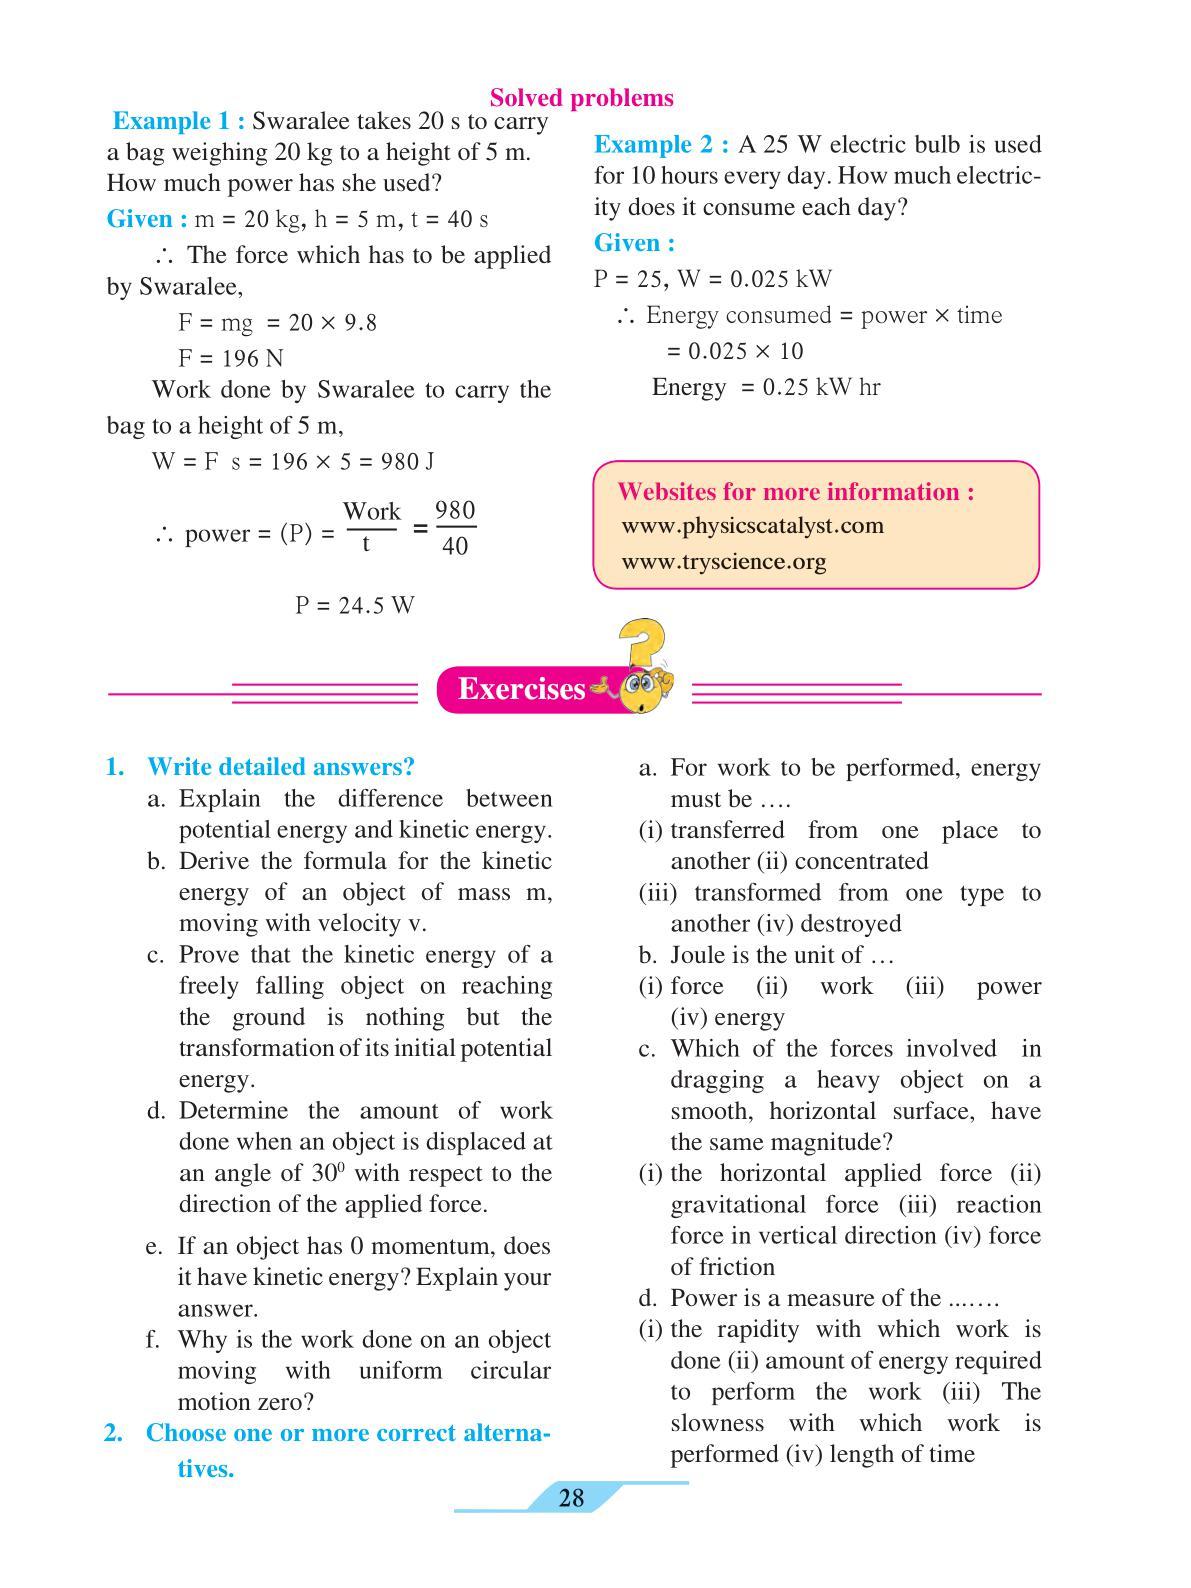 Solved problems
Example 1 : Swaralee takes 20 s to carry
a bag weighing 20 kg to a height of 5 m.
How much power has she used?
Given : m = 20 kg, h = 5 m, t = 40 s
∴ The force which has to be applied
by Swaralee,
F = mg = 20 × 9.8
F = 196 N
Work done by Swaralee to carry the
bag to a height of 5 m,
W = F s = 196 × 5 = 980 J
∴ power = (P) = Work/t = 980/40
P = 24.5 W
Example 2 : A 25 W electric bulb is used
for 10 hours every day. How much electric-
ity does it consume each day?
Given :
P = 25, W = 0.025 kW
∴ Energy consumed = power × time
= 0.025 × 10
Energy = 0.25 kW hr
Websites for more information :
www.physicscatalyst.com
www.tryscience.org
Exercises
1. Write detailed answers?
a. Explain the difference between
potential energy and kinetic energy.
b. Derive the formula for the kinetic
energy of an object of mass m,
moving with velocity v.
c. Prove that the kinetic energy of a
freely falling object on reaching
the ground is nothing but the
transformation of its initial potential
energy.
d. Determine the amount of work
done when an object is displaced at
an angle of 30⁰ with respect to the
direction of the applied force.
e. If an object has 0 momentum, does
it have kinetic energy? Explain your
answer.
f. Why is the work done on an object
moving with uniform circular
motion zero?
2. Choose one or more correct alterna-
tives.
a. For work to be performed, energy
must be ….
(i) transferred from one place to
another (ii) concentrated
(iii) transformed from one type to
another (iv) destroyed
b. Joule is the unit of …
(i) force (ii) work (iii) power
(iv) energy
c. Which of the forces involved in
dragging a heavy object on a
smooth, horizontal surface, have
the same magnitude?
(i) the horizontal applied force (ii)
gravitational force (iii) reaction
force in vertical direction (iv) force
of friction
d. Power is a measure of the ...….
(i) the rapidity with which work is
done (ii) amount of energy required
to perform the work (iii) The
slowness with which work is
performed (iv) length of time
28